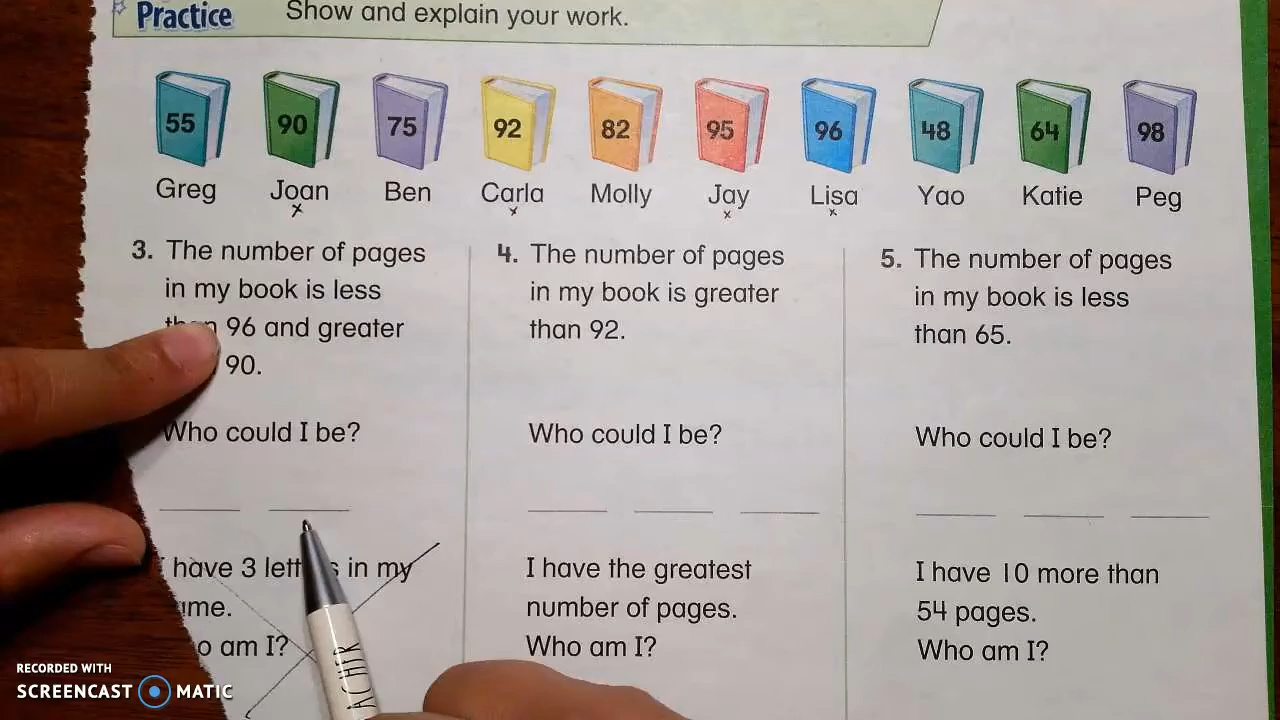 Practice Show and explain your work.
55 90 75 92 82 95 96 48 64 98
Greg Joan Ben Carla Molly Jay Lisa Yao Katie Peg
x x x x
3. The number of pages
in my book is less
96 and greater
90.
Who could I be?
have 3 in my
am I?
4. The number of pages
in my book is greater
than 92.
Who could I be?
I have the greatest
number of pages.
Who am I?
5. The number of pages
in my book is less
than 65.
Who could I be?
I have 10 more than
54 pages.
Who am I?
RECORDED WITH
SCREENCAST MATIC